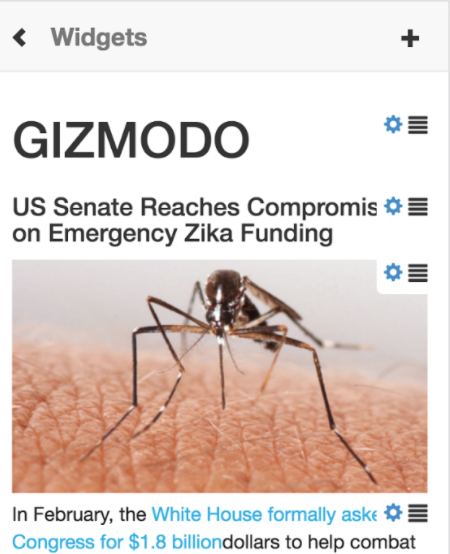 Widgets
GIZMODO
US Senate Reaches Compromis
on Emergency Zika Funding
In February, the White House formally aske
Congress for $1.8 billiondollars to help combat